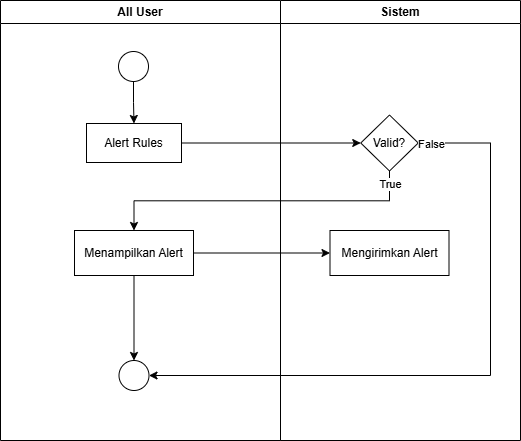 All User
Sistem
Alert Rules
Valid?
False
True
Menampilkan Alert
Mengirimkan Alert